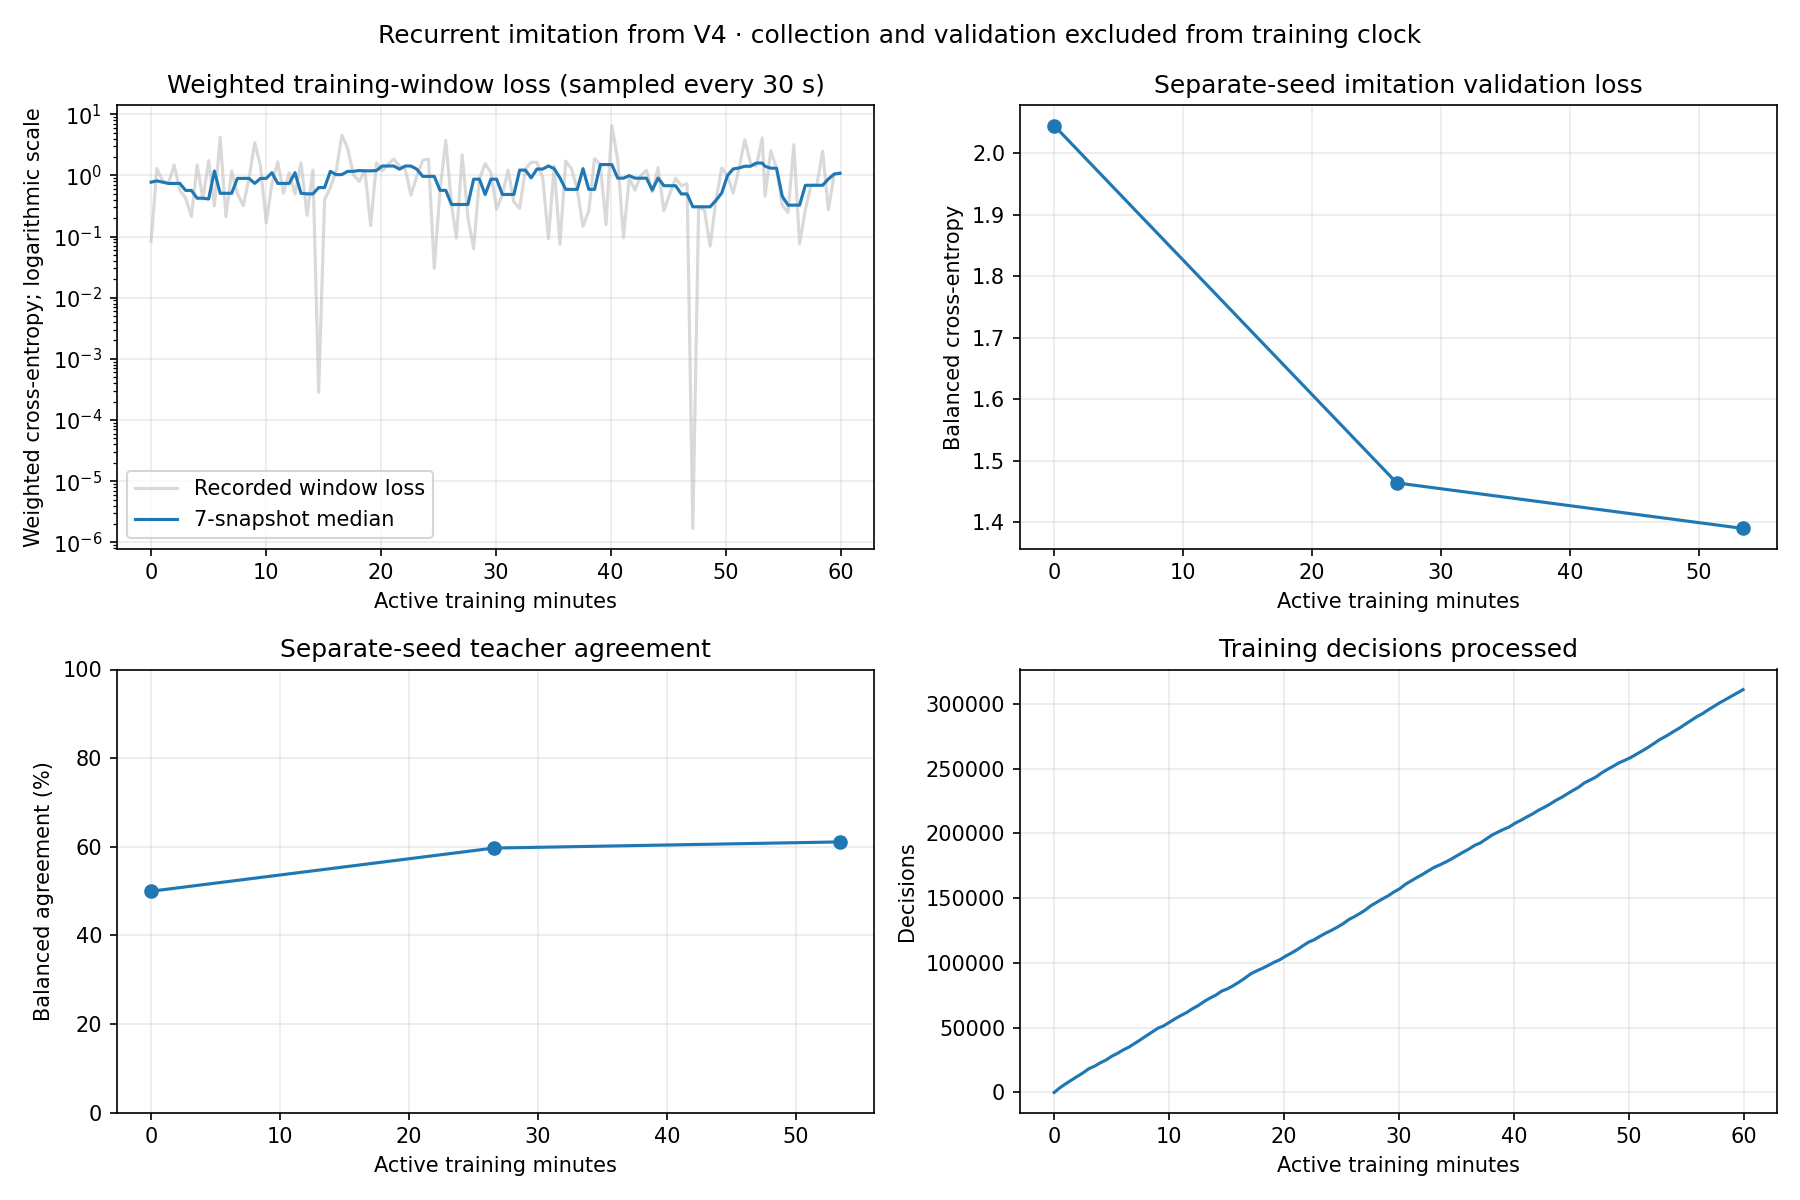 Recurrent imitation from V4 · collection and validation excluded from training clock
Weighted training-window loss (sampled every 30 s)
Weighted cross-entropy; logarithmic scale
10¹
10⁰
10⁻¹
10⁻²
10⁻³
10⁻⁴
10⁻⁵
10⁻⁶
Recorded window loss
7-snapshot median
0 10 20 30 40 50 60
Active training minutes
Separate-seed imitation validation loss
Balanced cross-entropy
2.0
1.9
1.8
1.7
1.6
1.5
1.4
0 10 20 30 40 50
Active training minutes
Separate-seed teacher agreement
Balanced agreement (%)
100
80
60
40
20
0
0 10 20 30 40 50
Active training minutes
Training decisions processed
Decisions
300000
250000
200000
150000
100000
50000
0
0 10 20 30 40 50 60
Active training minutes